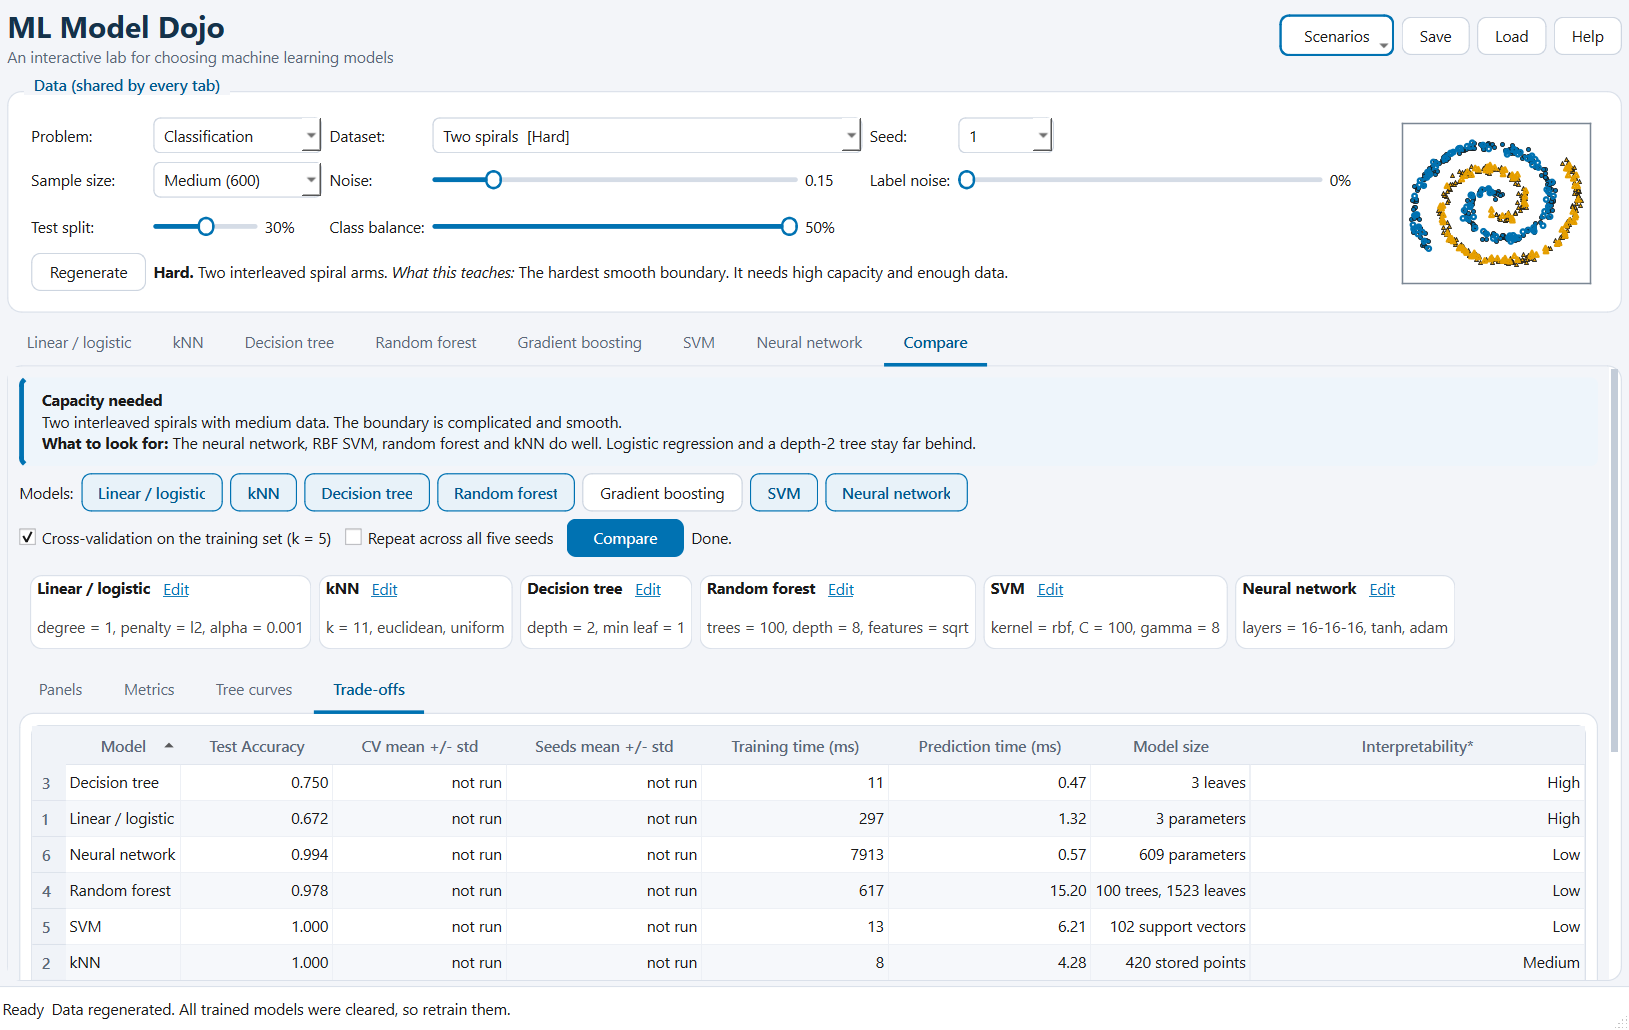 ML Model Dojo
An interactive lab for choosing machine learning models
Scenarios Save Load Help
Data (shared by every tab)
Problem: Classification Dataset: Two spirals [Hard] Seed: 1
Sample size: Medium (600) Noise: 0.15 Label noise: 0%
Test split: 30% Class balance: 50%
Regenerate Hard. Two interleaved spiral arms. What this teaches: The hardest smooth boundary. It needs high capacity and enough data.
Linear / logistic kNN Decision tree Random forest Gradient boosting SVM Neural network Compare
Capacity needed
Two interleaved spirals with medium data. The boundary is complicated and smooth.
What to look for: The neural network, RBF SVM, random forest and kNN do well. Logistic regression and a depth-2 tree stay far behind.
Models: Linear / logistic kNN Decision tree Random forest Gradient boosting SVM Neural network
Cross-validation on the training set (k = 5) Repeat across all five seeds Compare Done.
Linear / logistic Edit kNN Edit Decision tree Edit Random forest Edit SVM Edit Neural network Edit
degree = 1, penalty = l2, alpha = 0.001 k = 11, euclidean, uniform depth = 2, min leaf = 1 trees = 100, depth = 8, features = sqrt kernel = rbf, C = 100, gamma = 8 layers = 16-16-16, tanh, adam
Panels Metrics Tree curves Trade-offs
Model Test Accuracy CV mean +/- std Seeds mean +/- std Training time (ms) Prediction time (ms) Model size Interpretability*
3 Decision tree 0.750 not run not run 11 0.47 3 leaves High
1 Linear / logistic 0.672 not run not run 297 1.32 3 parameters High
6 Neural network 0.994 not run not run 7913 0.57 609 parameters Low
4 Random forest 0.978 not run not run 617 15.20 100 trees, 1523 leaves Low
5 SVM 1.000 not run not run 13 6.21 102 support vectors Low
2 kNN 1.000 not run not run 8 4.28 420 stored points Medium
Ready Data regenerated. All trained models were cleared, so retrain them.